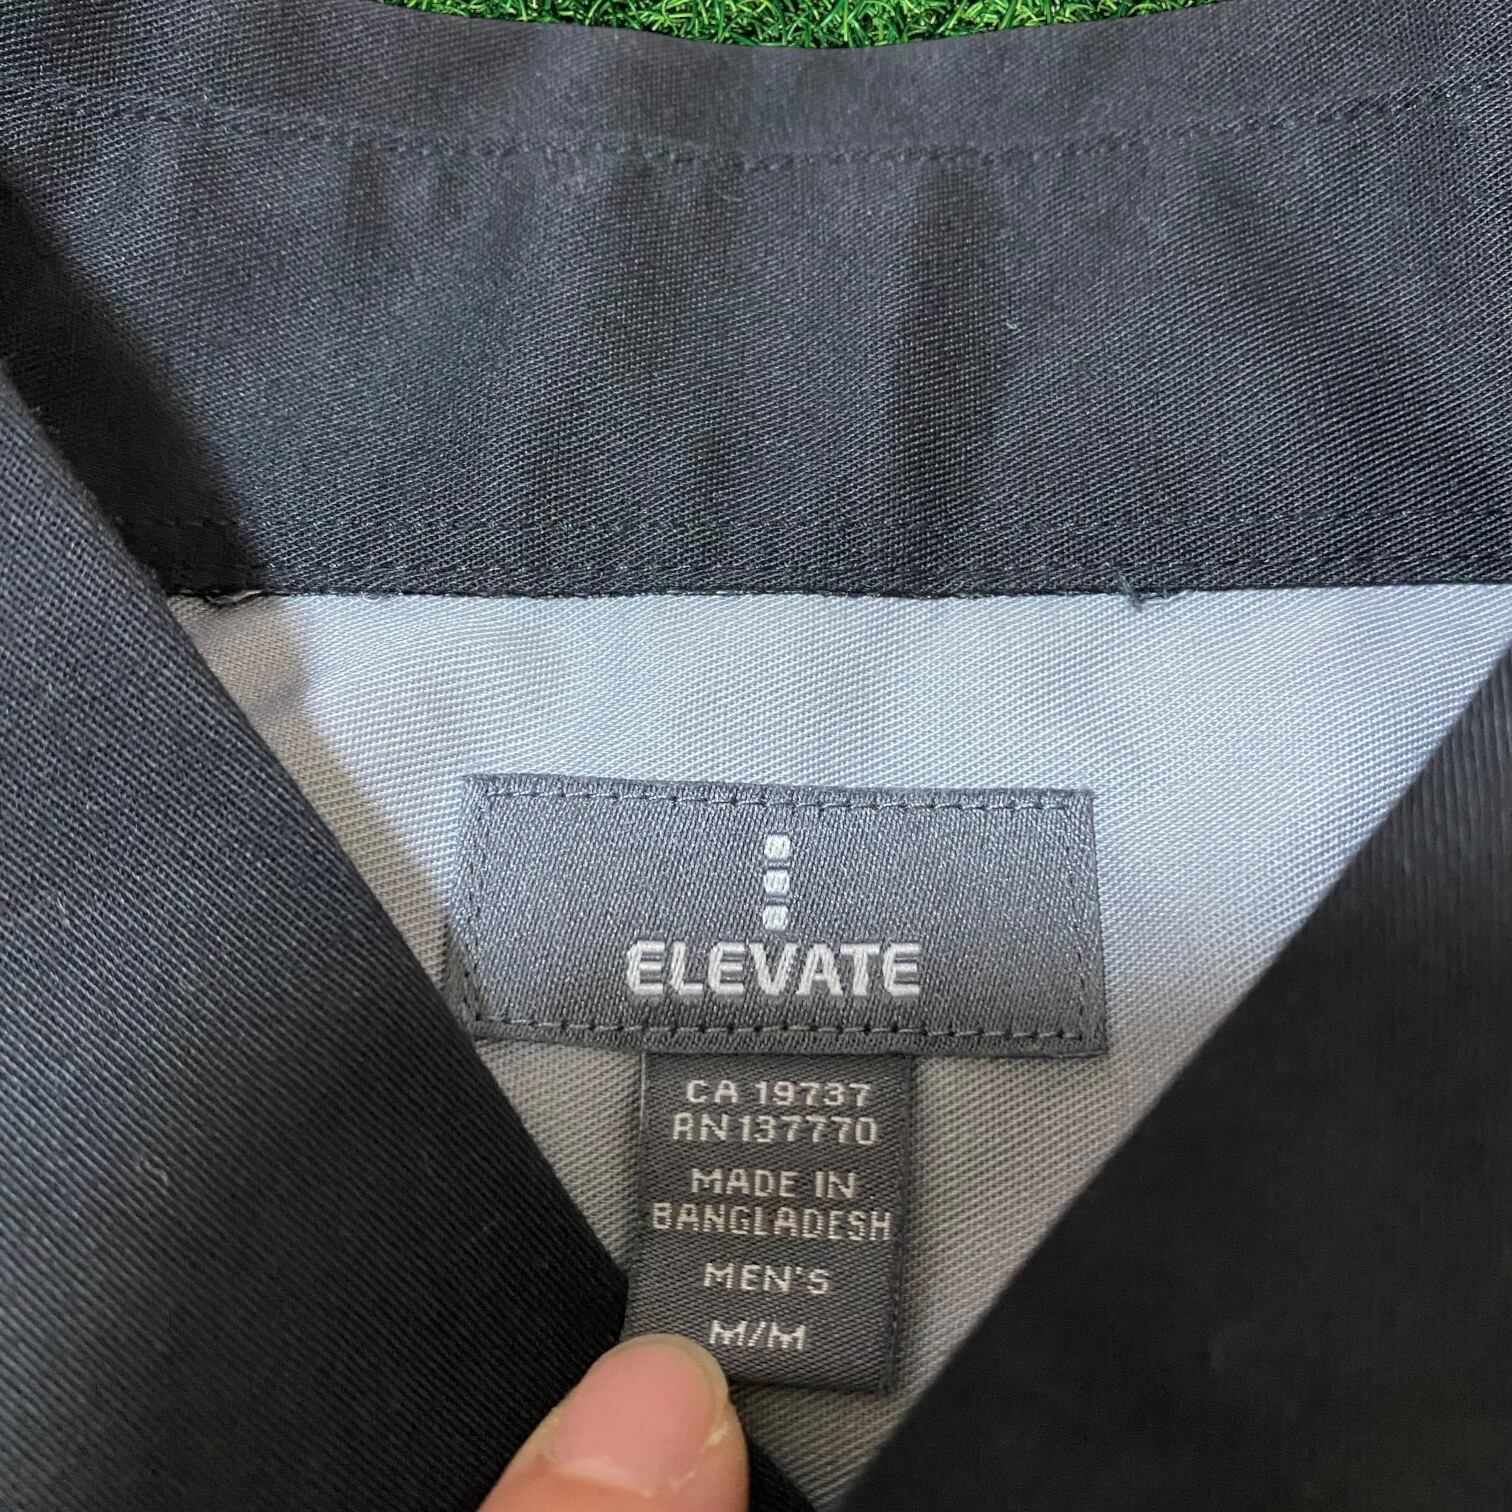 ELEVATE
CA 19737
RN 137770
MADE IN
BANGLADESH
MEN'S
M/M